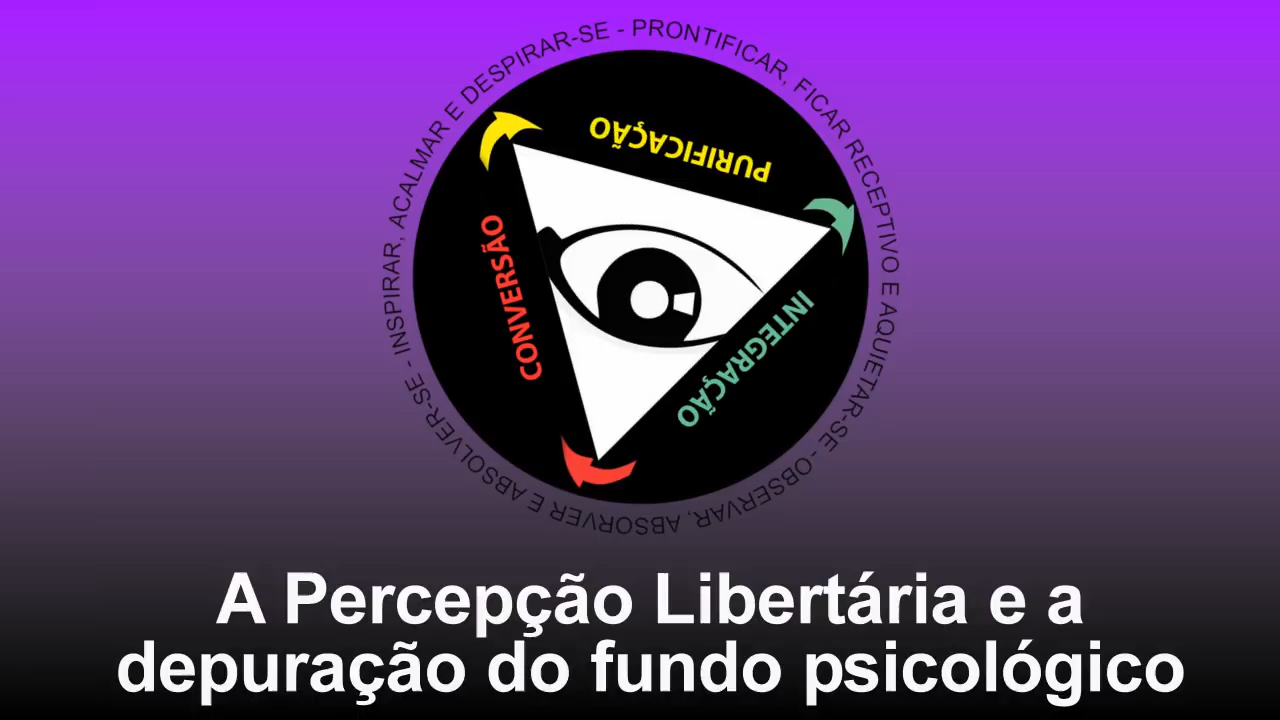 INSPIRAR, ACALMAR E DESPIRAR-SE - PRONTIFICAR, FICAR RECEPTIVO E AQUIETAR-SE - OBSERVAR, ABSORVER E ABSOLVER-SE -
PURIFICAÇÃO
CONVERSÃO
INTEGRAÇÃO
A Percepção Libertária e a
depuração do fundo psicológico